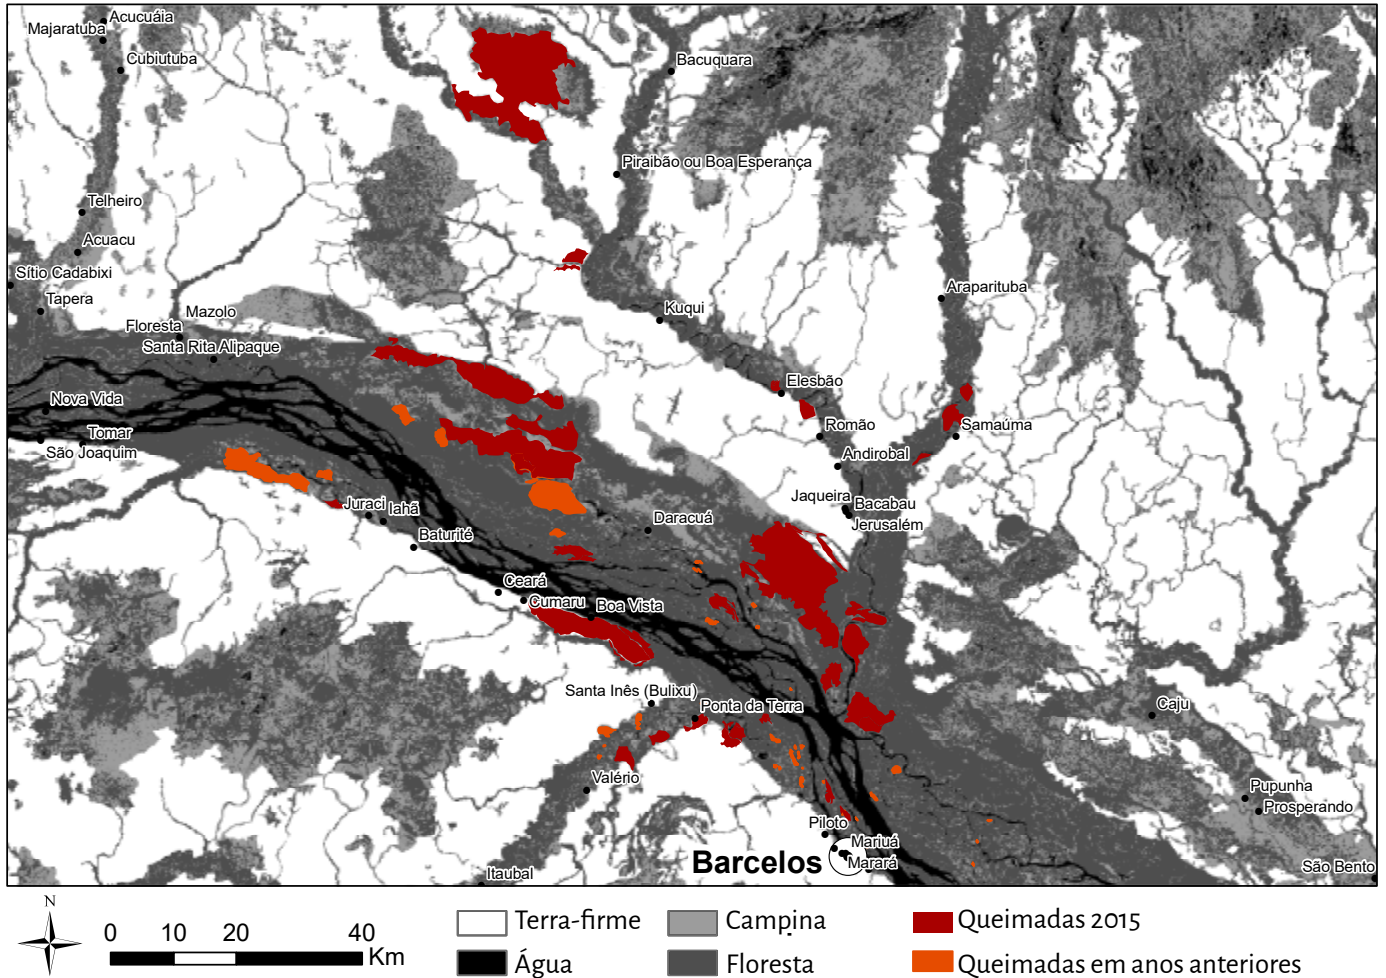 Acucuáia
Majaratuba
Cubiutuba
Bacuquara
Piraibão ou Boa Esperança
Telheiro
Acuacu
Sítio Cadabixi
Tapera
Araparituba
Mazolo
Kuqui
Floresta
Santa Rita Alipaque
Elesbão
Nova Vida
Romão
Samaúma
Tomar
São Joaquim
Andirobal
Jaqueira
Bacabau
Juraci
Iahã
Jerusalém
Daracuá
Baturité
Ceará
Cumaru
Boa Vista
Santa Inês (Bulixu)
Ponta da Terra
Caju
Valério
Pupunha
Prosperando
Piloto
Mariuá
Barcelos
Marará
Itaubal
São Bento
N
0 10 20 40
Km
Terra-firme
Campina
Queimadas 2015
Água
Floresta
Queimadas em anos anteriores